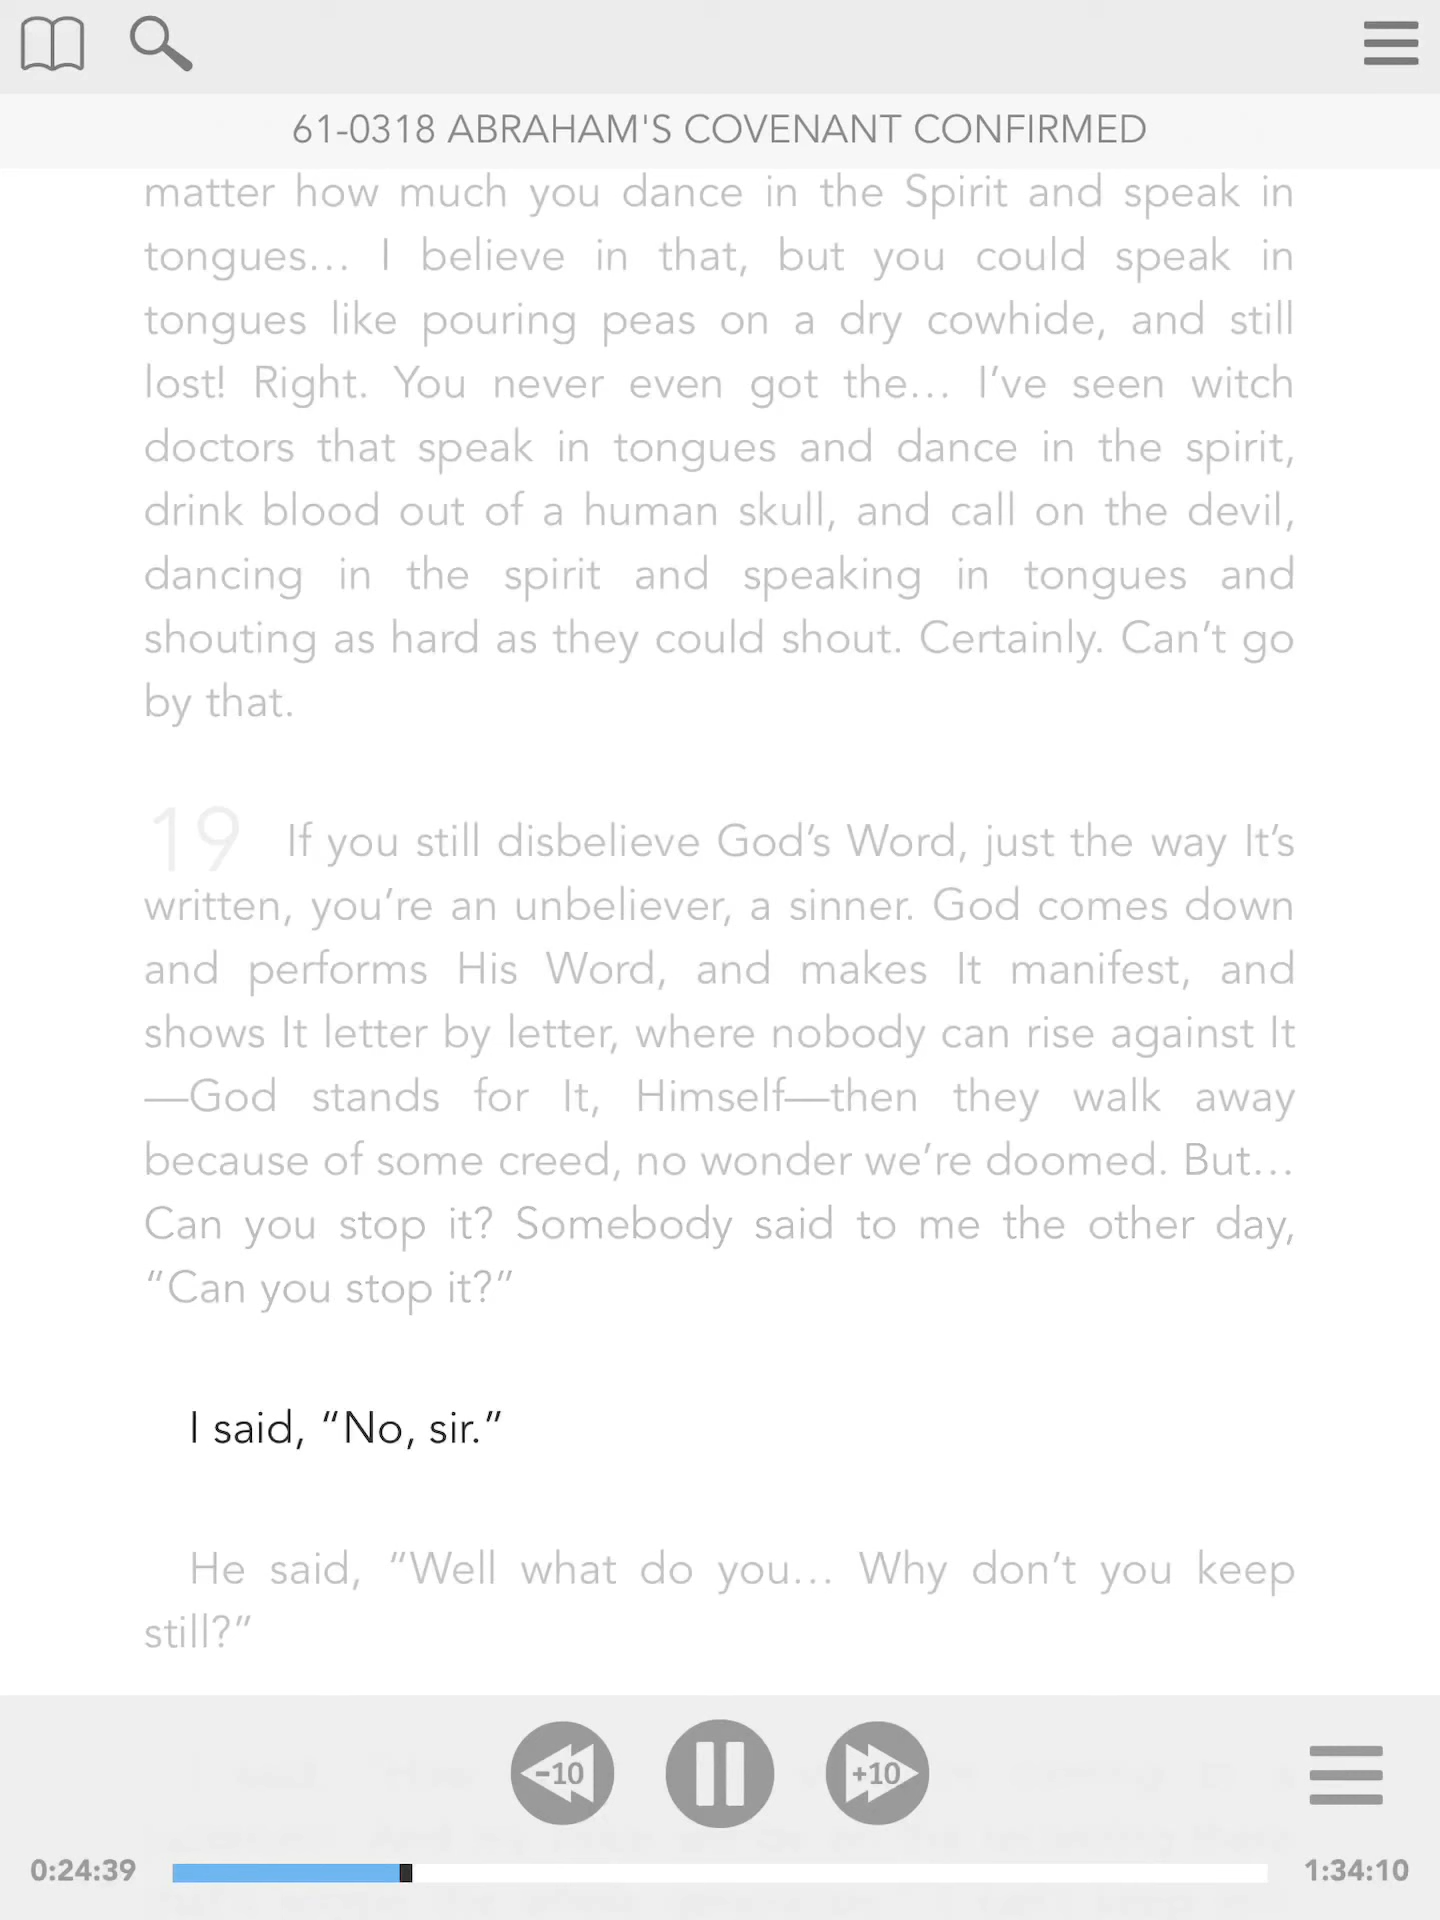 61-0318 ABRAHAM'S COVENANT CONFIRMED
matter how much you dance in the Spirit and speak in
tongues… I believe in that, but you could speak in
tongues like pouring peas on a dry cowhide, and still
lost! Right. You never even got the… I’ve seen witch
doctors that speak in tongues and dance in the spirit,
drink blood out of a human skull, and call on the devil,
dancing in the spirit and speaking in tongues and
shouting as hard as they could shout. Certainly. Can’t go
by that.
19 If you still disbelieve God’s Word, just the way It’s
written, you’re an unbeliever, a sinner. God comes down
and performs His Word, and makes It manifest, and
shows It letter by letter, where nobody can rise against It
—God stands for It, Himself—then they walk away
because of some creed, no wonder we’re doomed. But…
Can you stop it? Somebody said to me the other day,
“Can you stop it?”
I said, “No, sir.”
He said, “Well what do you… Why don’t you keep
still?”
-10 +10
0:24:39 1:34:10